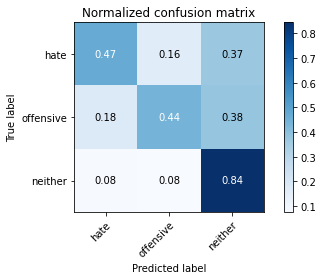 Normalized confusion matrix
True label
hate 0.47 0.16 0.37
offensive 0.18 0.44 0.38
neither 0.08 0.08 0.84
hate offensive neither
Predicted label
0.8
0.7
0.6
0.5
0.4
0.3
0.2
0.1